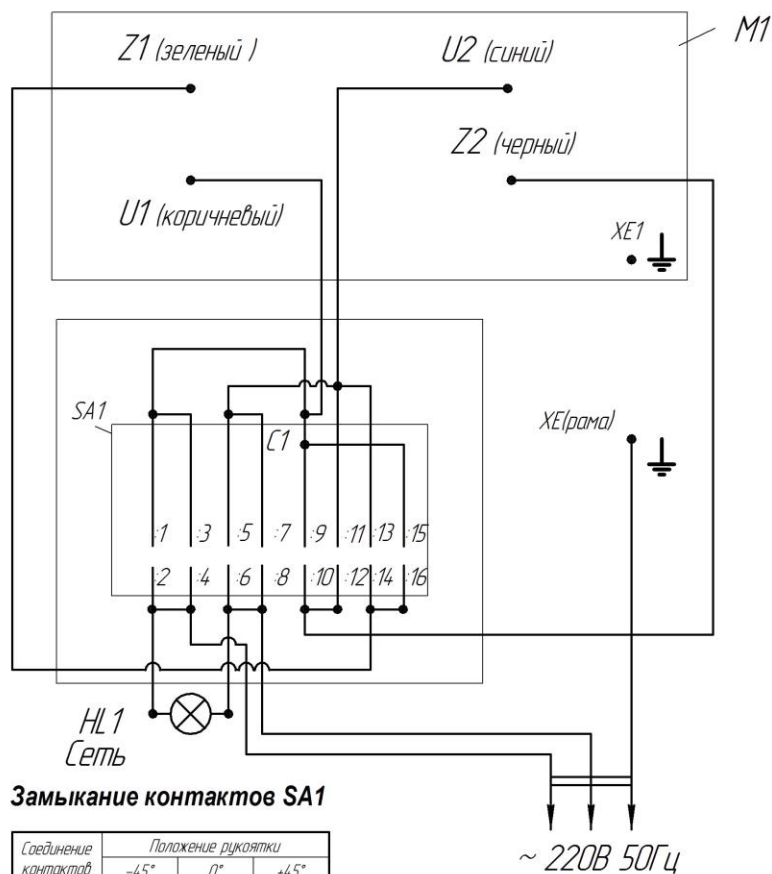 M1
Z1 (зеленый )
U2 (синий)
Z2 (черный)
U1 (коричневый)
XE1
SA1
C1
XE(рама)
:1 :3 :5 :7 :9 :11 :13 :15
:2 :4 :6 :8 :10 :12 :14 :16
HL1
Сеть
Замыкание контактов SA1
~ 220В 50Гц
Соединение Положение рукоятки
контактов -45° 0° +45°